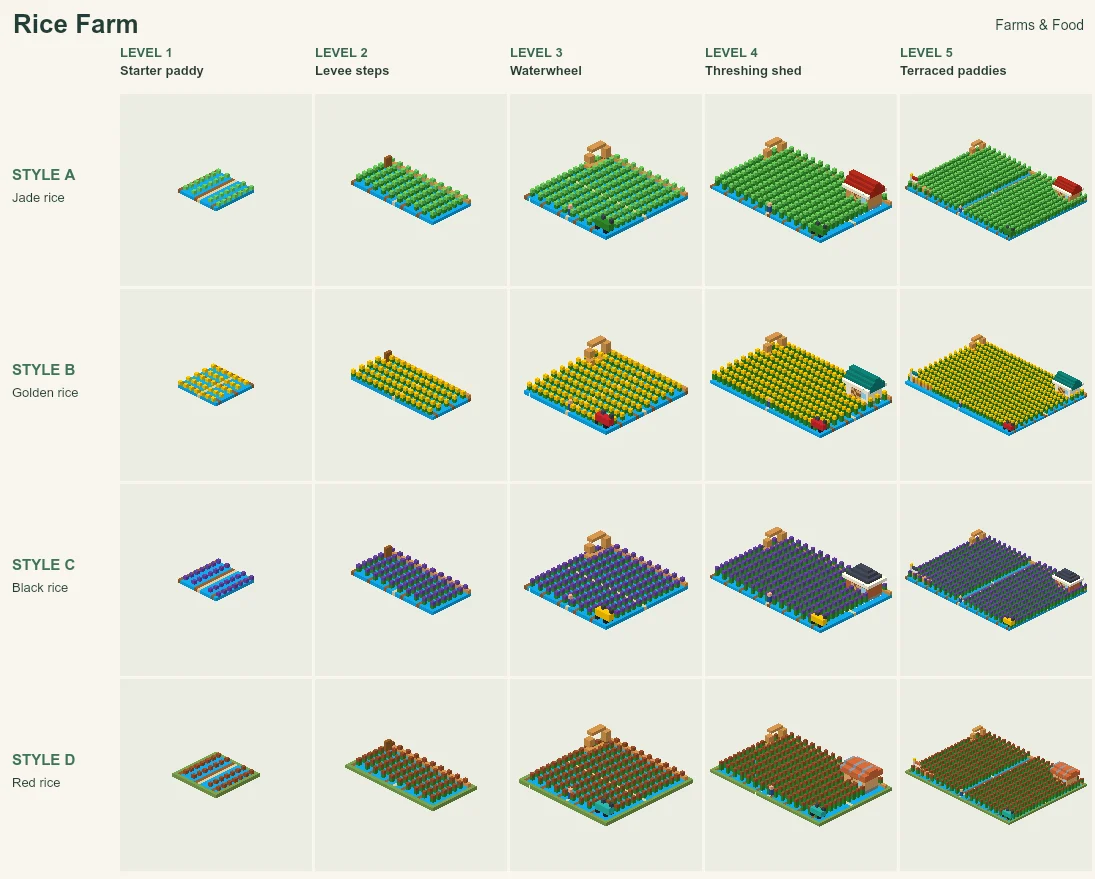 Rice Farm
Farms & Food
LEVEL 1
Starter paddy
LEVEL 2
Levee steps
LEVEL 3
Waterwheel
LEVEL 4
Threshing shed
LEVEL 5
Terraced paddies
STYLE A
Jade rice
STYLE B
Golden rice
STYLE C
Black rice
STYLE D
Red rice